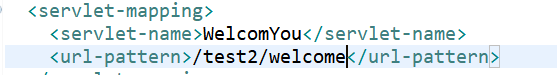 <servlet-mapping>
<servlet-name>WelcomYou</servlet-name>
<url-pattern>/test2/welcome</url-pattern>